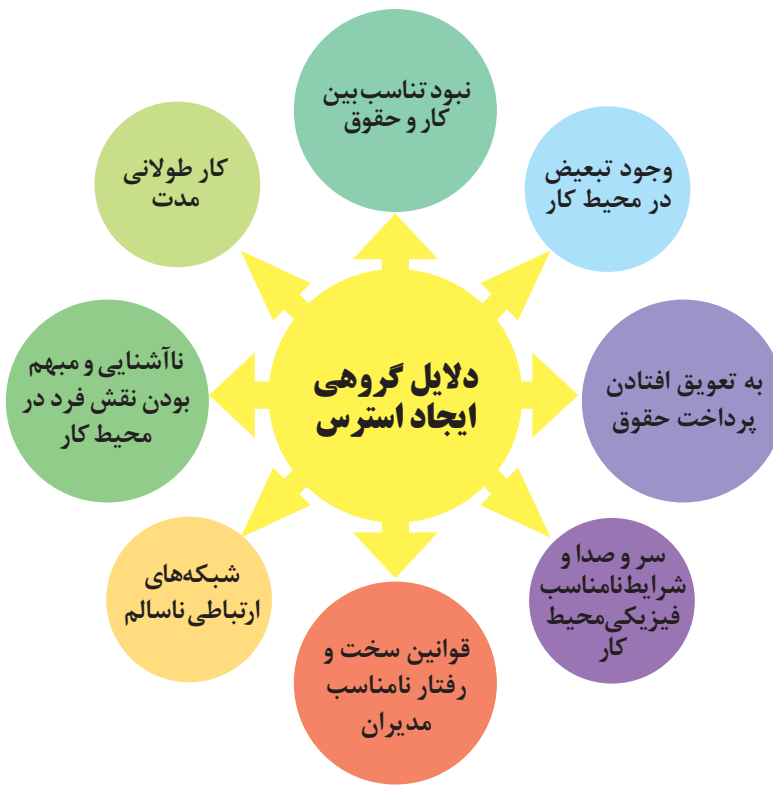 دلایل گروهی
ایجاد استرس
نبود تناسب بین
کار و حقوق
وجود تبعیض
در محیط کار
به تعویق افتادن
پرداخت حقوق
سر و صدا و
شرایط نامناسب
فیزیکی محیط
کار
قوانین سخت و
رفتار نامناسب
مدیران
شبکه‌های
ارتباطی ناسالم
ناآشنایی و مبهم
بودن نقش فرد در
محیط کار
کار طولانی
مدت